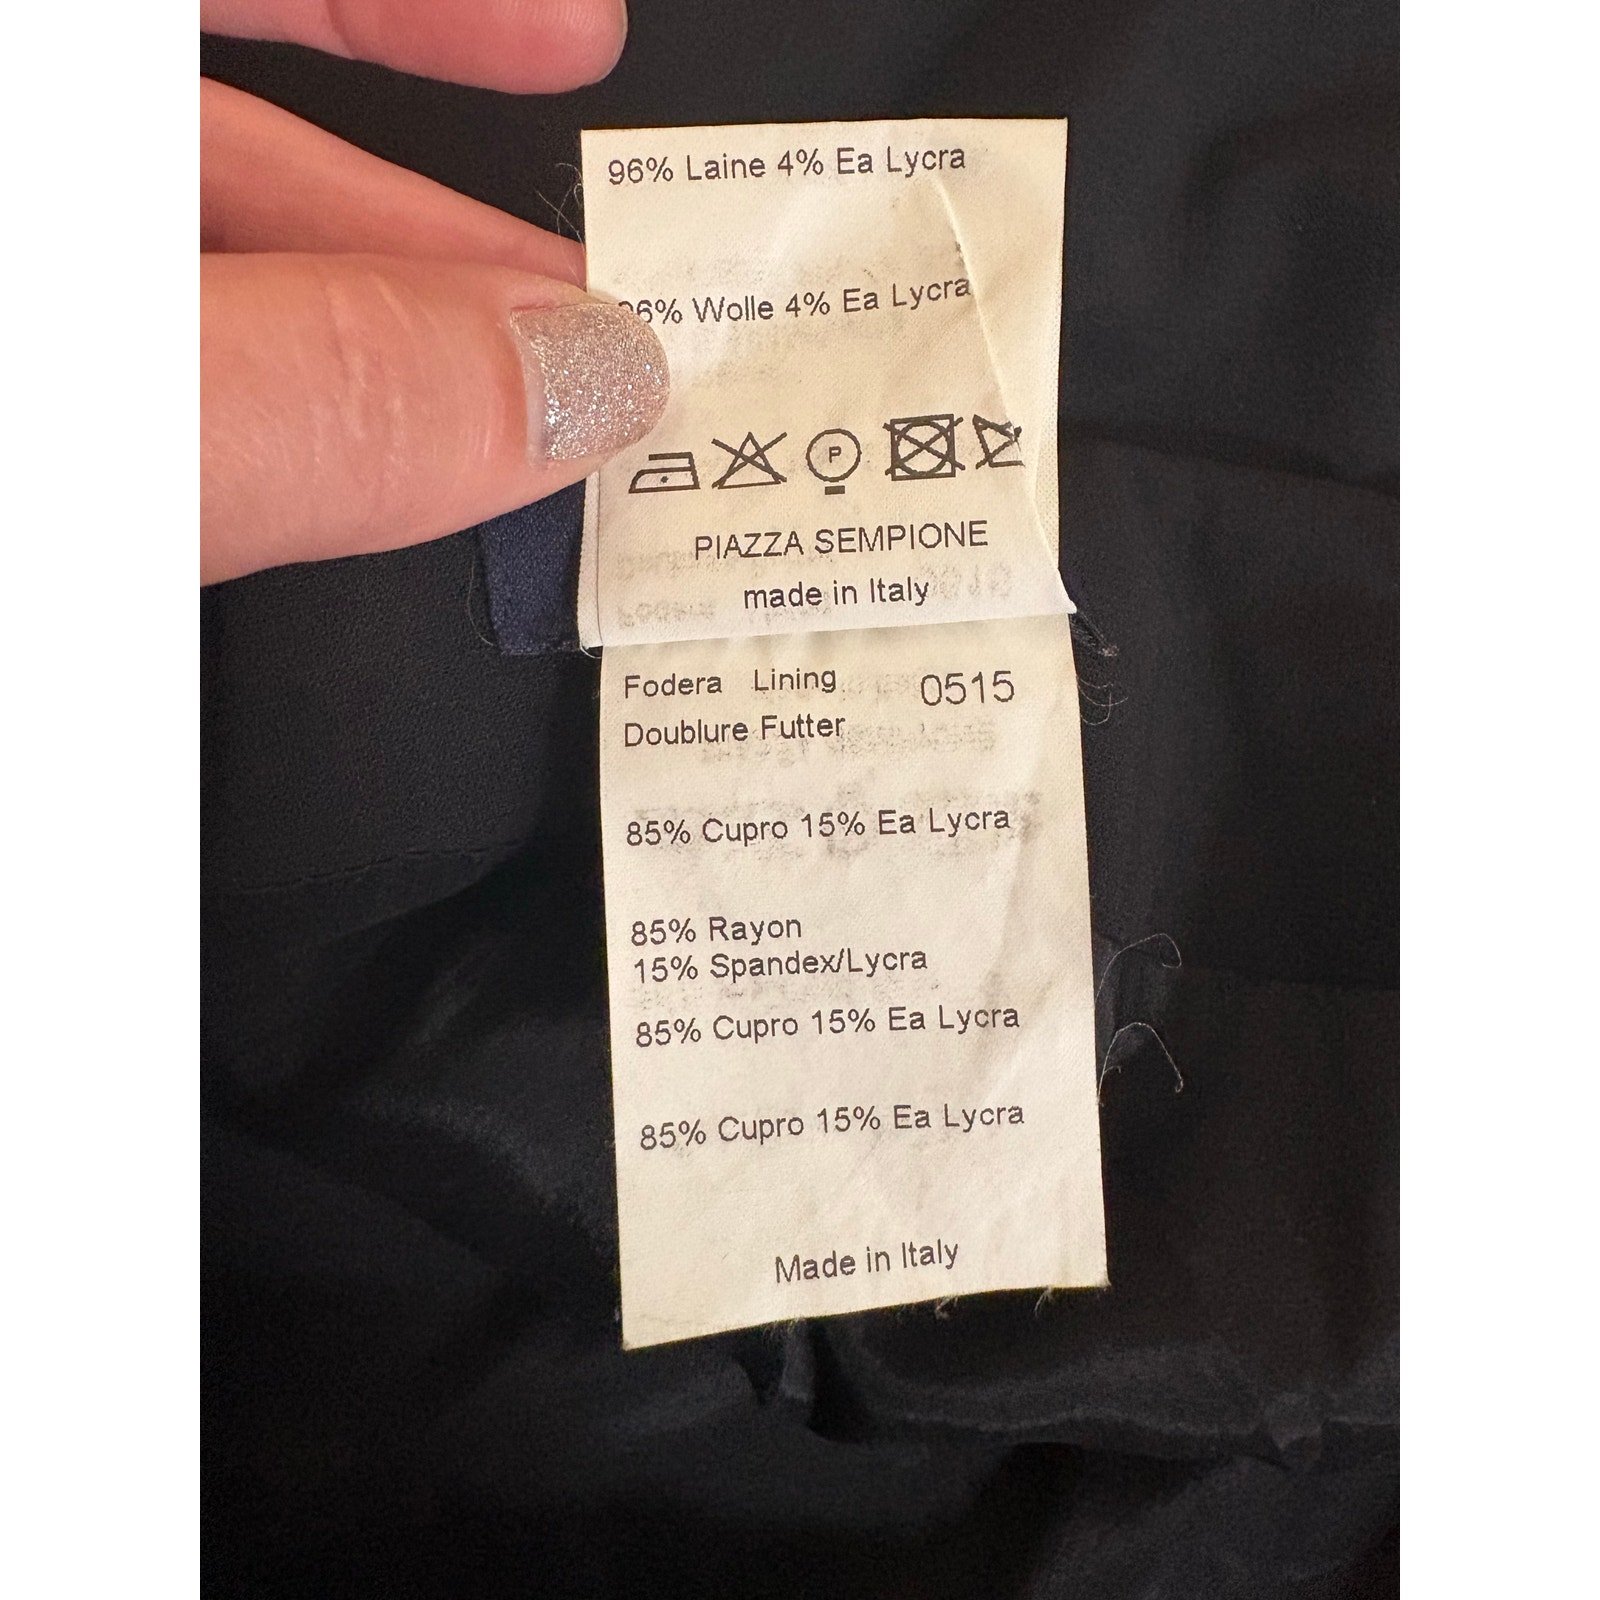 96% Laine 4% Ea Lycra
6% Wolle 4% Ea Lycra
P
PIAZZA SEMPIONE
made in Italy
Fodera Lining 0515
Doublure Futter
85% Cupro 15% Ea Lycra
85% Rayon
15% Spandex/Lycra
85% Cupro 15% Ea Lycra
85% Cupro 15% Ea Lycra
Made in Italy